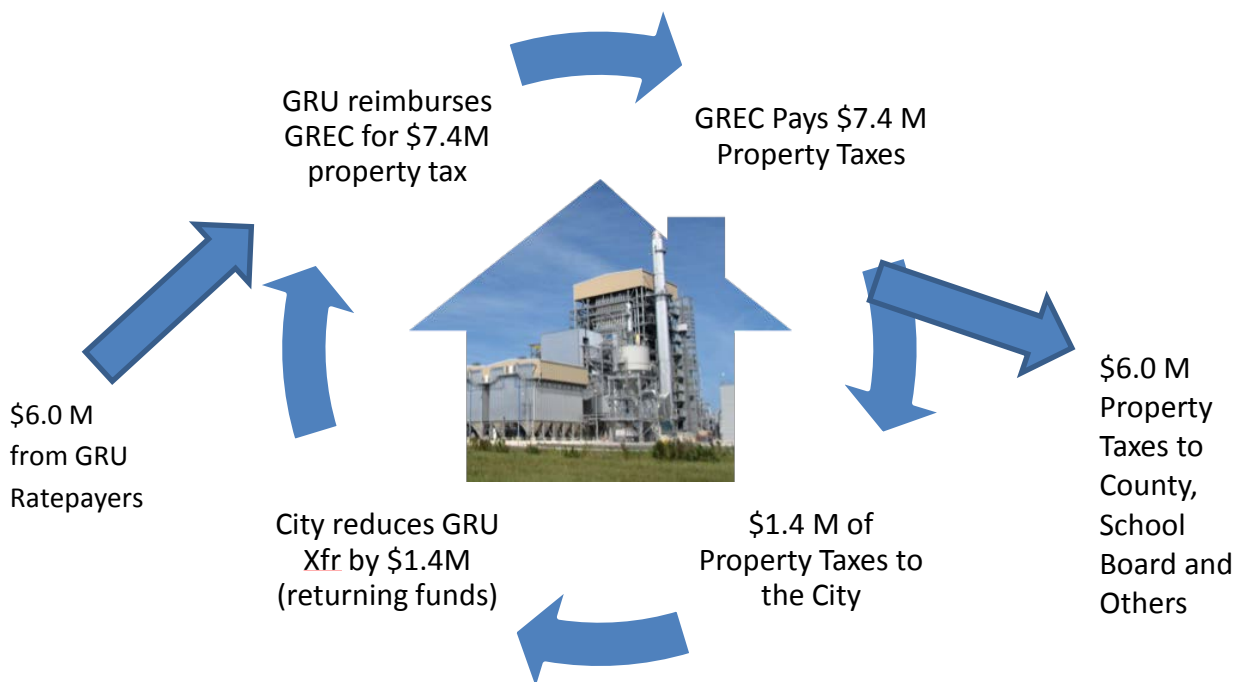 GRU reimburses
GREC for $7.4M
property tax
GREC Pays $7.4 M
Property Taxes
$6.0 M
from GRU
Ratepayers
$6.0 M
Property
Taxes to
County,
School
Board and
Others
City reduces GRU
Xfr by $1.4M
(returning funds)
$1.4 M of
Property Taxes to
the City